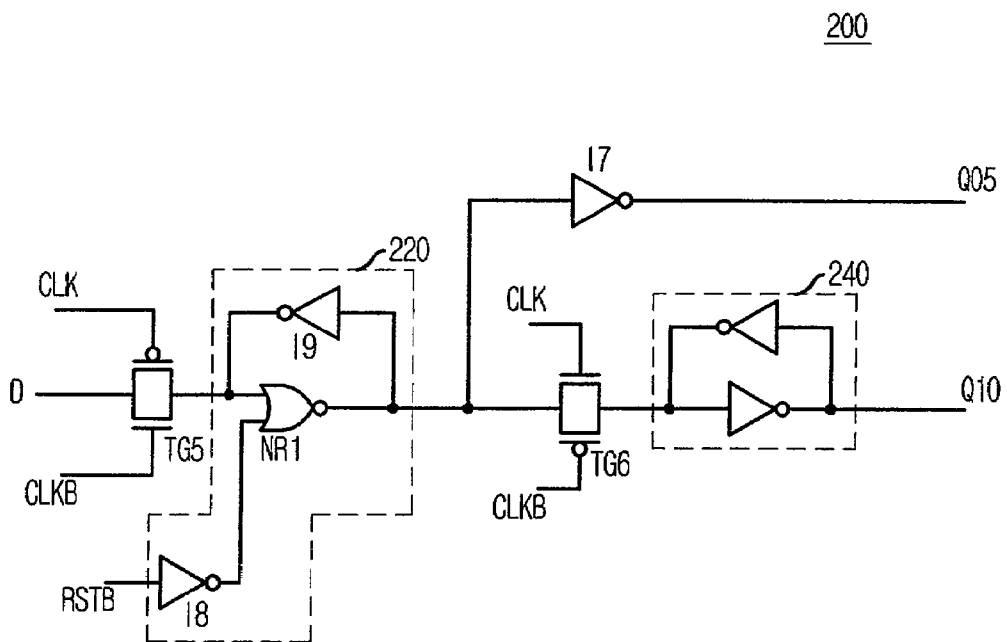 200
I7
Q05
220
240
CLK
CLK
I9
D
Q10
TG5
NR1
TG6
CLKB
CLKB
RSTB
I8